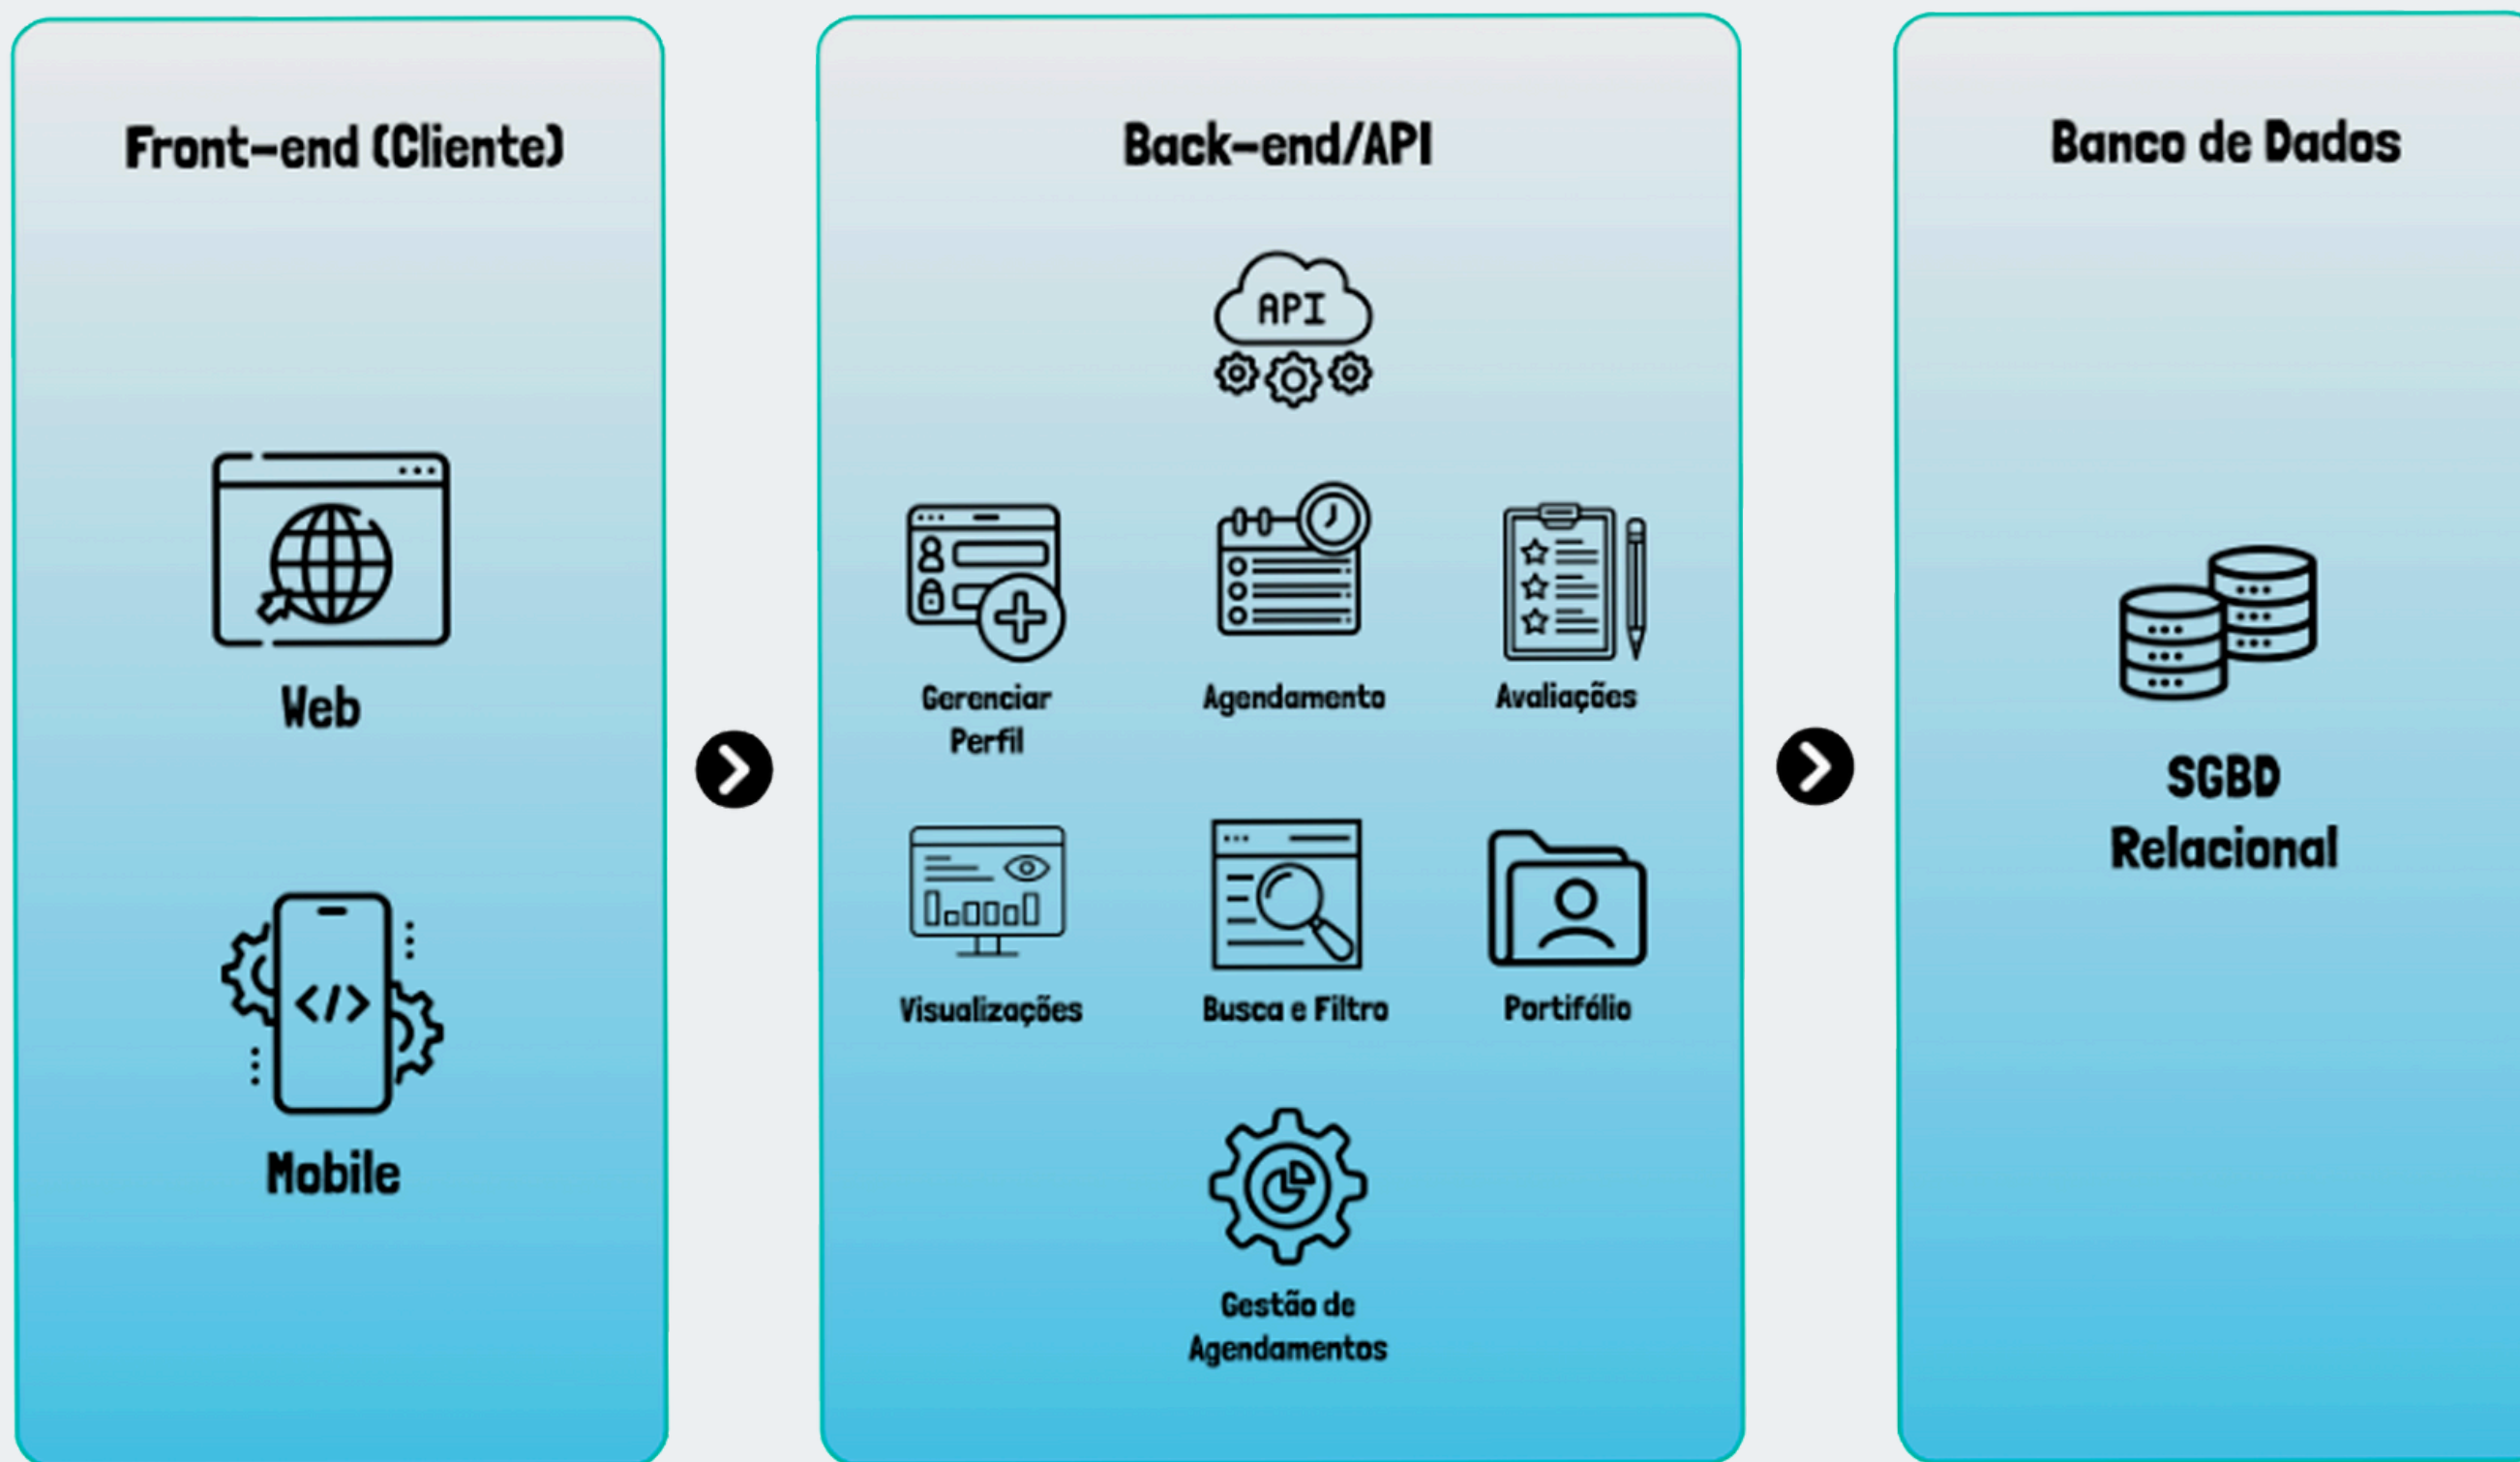 Front-end (Cliente)
Web
Mobile
Back-end/API
API
Gerenciar
Perfil
Agendamento
Avaliações
Visualizações
Busca e Filtro
Portifólio
Gestão de
Agendamentos
Banco de Dados
SGBD
Relacional